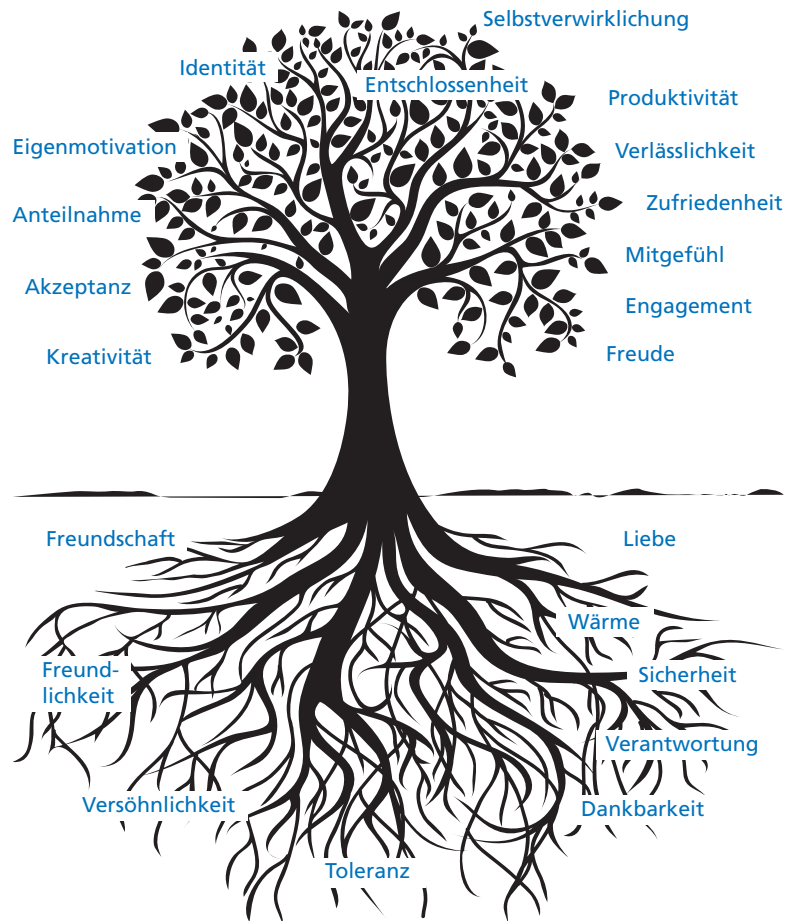 Selbstverwirklichung
Identität
Entschlossenheit
Produktivität
Eigenmotivation
Verlässlichkeit
Zufriedenheit
Anteilnahme
Mitgefühl
Akzeptanz
Engagement
Kreativität
Freude
Freundschaft
Liebe
Wärme
Freund-
lichkeit
Sicherheit
Verantwortung
Versöhnlichkeit
Dankbarkeit
Toleranz